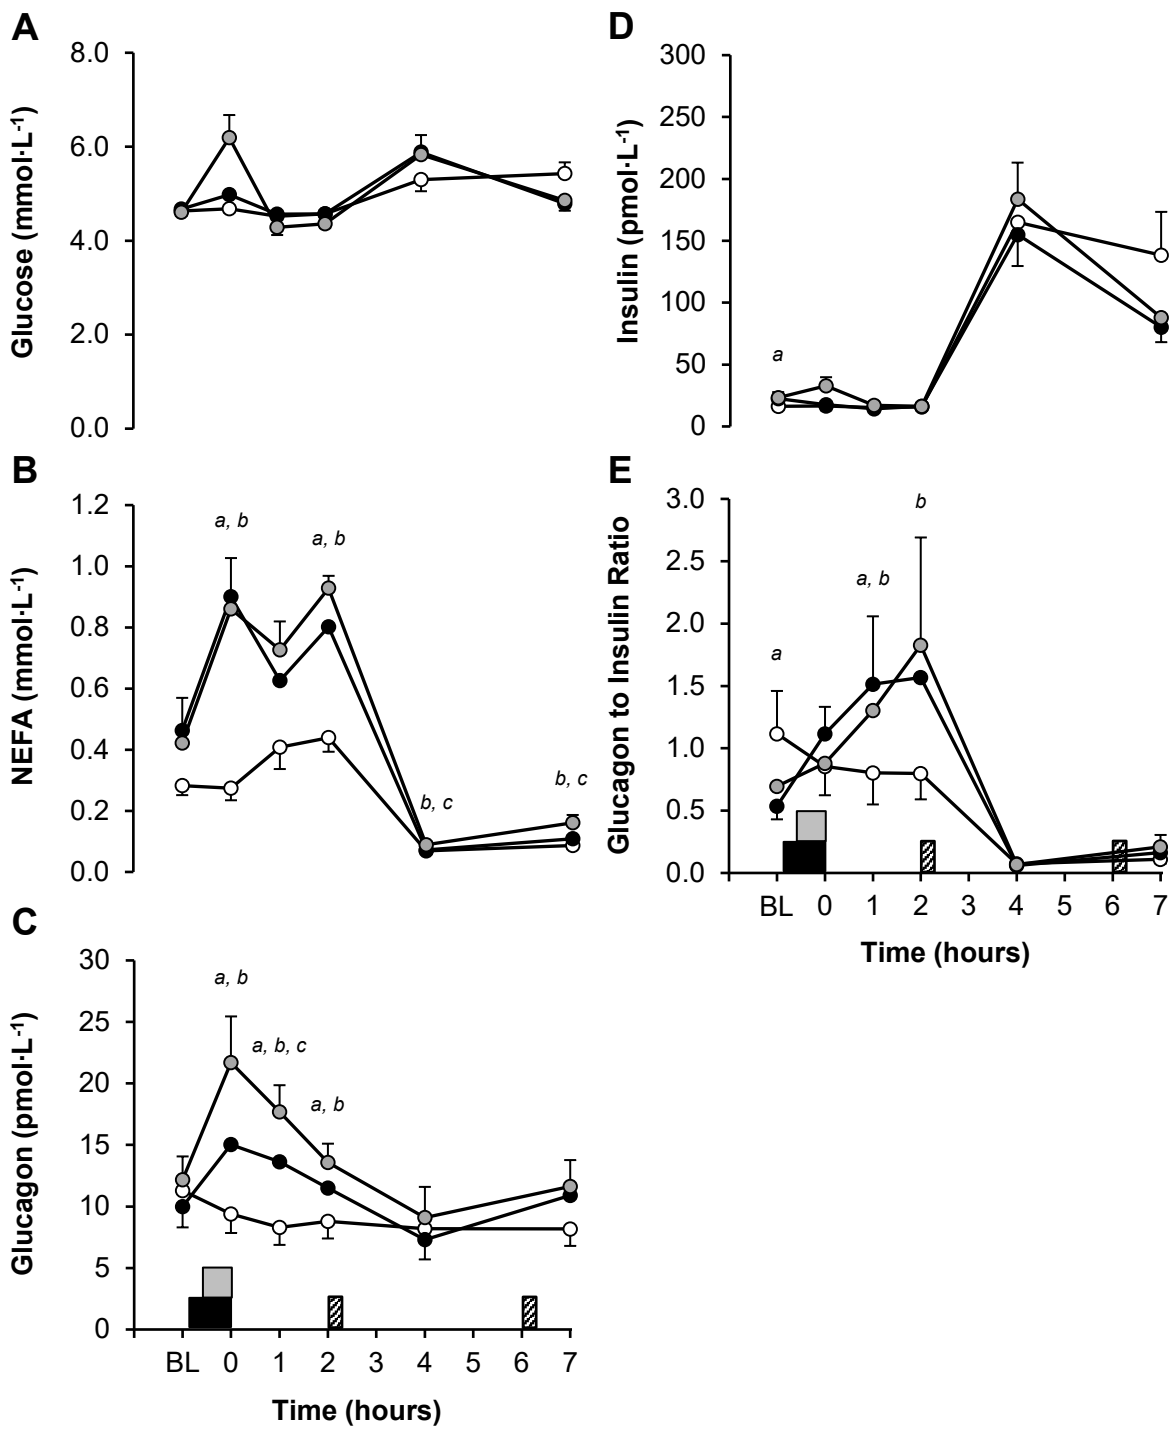 A
8.0
6.0
4.0
2.0
0.0
Glucose (mmol·L-1)
B
1.2
1.0
0.8
0.6
0.4
0.2
0.0
NEFA (mmol·L-1)
a, b
a, b
b, c
b, c
C
30
25
20
15
10
5
0
Glucagon (pmol·L-1)
a, b
a, b, c
a, b
BL 0 1 2 3 4 5 6 7
Time (hours)
D
300
250
200
150
100
50
0
Insulin (pmol·L-1)
a
E
3.0
2.5
2.0
1.5
1.0
0.5
0.0
Glucagon to Insulin Ratio
b
a, b
a
BL 0 1 2 3 4 5 6 7
Time (hours)